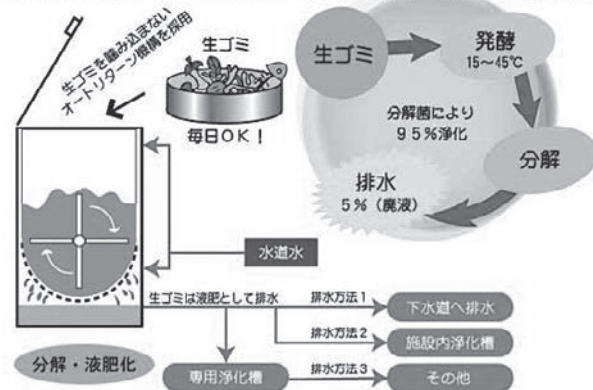 生ゴミを噛み込まない
オートリターン機構を採用
生ゴミ
毎日OK!
生ゴミ
発酵
15〜45℃
分解菌により
95%浄化
分解
排水
5%(廃液)
水道水
生ゴミは液肥として排水
排水方法1
下水道へ排水
排水方法2
施設内浄化槽
分解・液肥化
専用浄化槽
排水方法3
その他